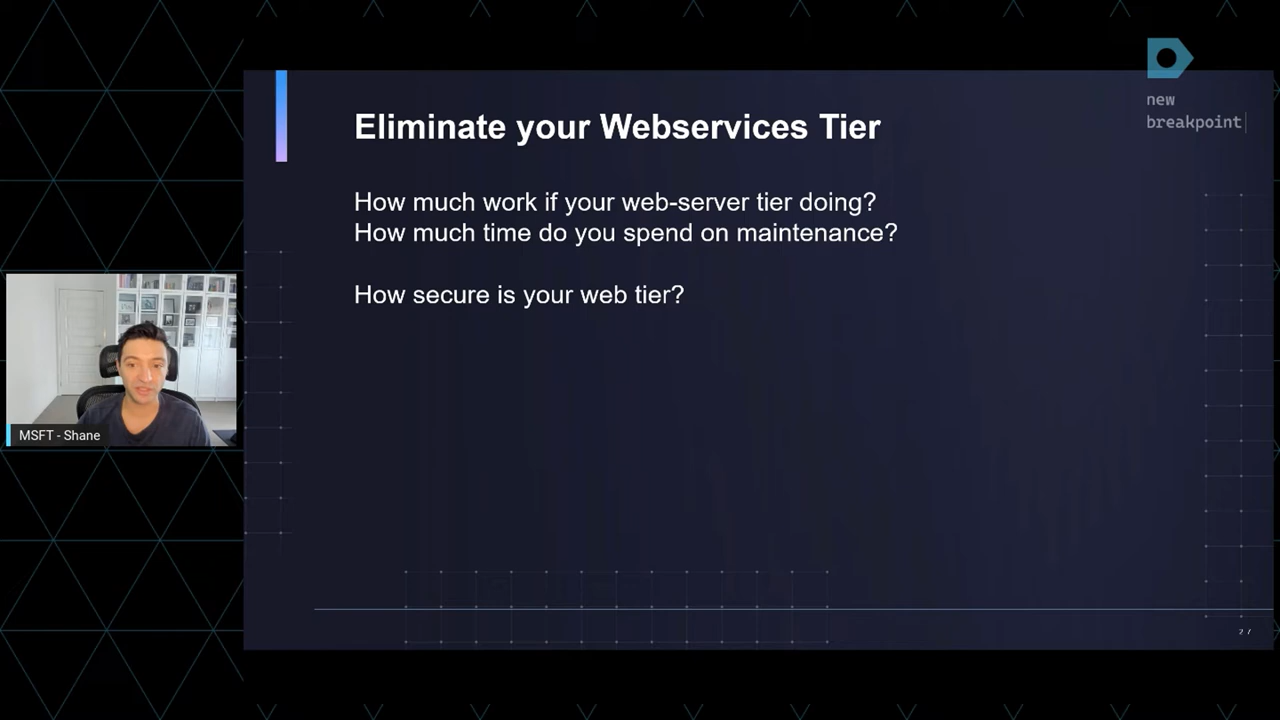 new
breakpoint
Eliminate your Webservices Tier
How much work if your web-server tier doing?
How much time do you spend on maintenance?
How secure is your web tier?
MSFT - Shane